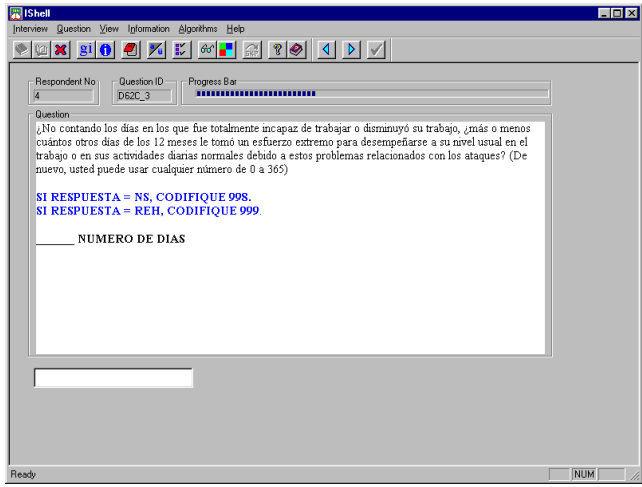 IShell
Interview Question View Information Algorithms Help
Respondent No
4
Question ID
D62C_3
Progress Bar
Question
¿No contando los días en los que fue totalmente incapaz de trabajar o disminuyó su trabajo, ¿más o menos
cuántos otros días de los 12 meses le tomó un esfuerzo extremo para desempeñarse a su nivel usual en el
trabajo o en sus actividades diarias normales debido a estos problemas relacionados con los ataques? (De
nuevo, usted puede usar cualquier número de 0 a 365)
SI RESPUESTA = NS, CODIFIQUE 998.
SI RESPUESTA = REH, CODIFIQUE 999.
______ NUMERO DE DIAS
Ready
NUM